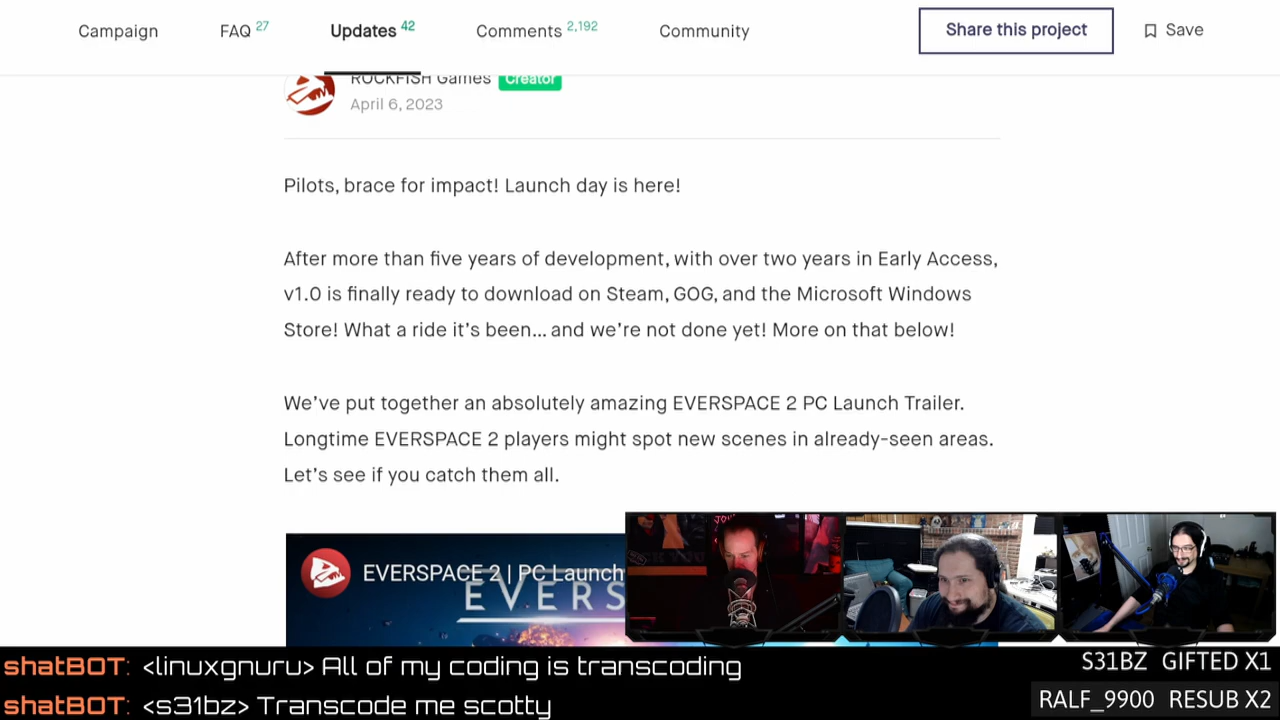 Campaign
FAQ 27
Updates 42
Comments 2,192
Community
Share this project
Save
ROCKFISH Games Creator
April 6, 2023
Pilots, brace for impact! Launch day is here!
After more than five years of development, with over two years in Early Access,
v1.0 is finally ready to download on Steam, GOG, and the Microsoft Windows
Store! What a ride it’s been... and we’re not done yet! More on that below!
We’ve put together an absolutely amazing EVERSPACE 2 PC Launch Trailer.
Longtime EVERSPACE 2 players might spot new scenes in already-seen areas.
Let’s see if you catch them all.
EVERSPACE 2 | PC Launch
EVERS
shatBOT: <linuxgnuru> All of my coding is transcoding
shatBOT: <s31bz> Transcode me scotty
S31BZ GIFTED X1
RALF_9900 RESUB X2